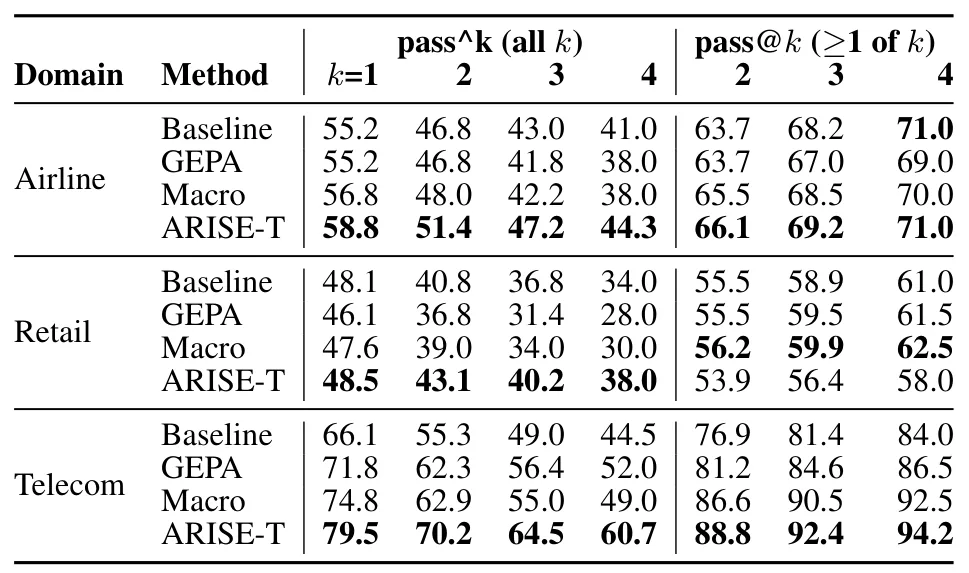 pass^k (all k) pass@k (≥1 of k)
Domain Method k=1 2 3 4 2 3 4
Baseline 55.2 46.8 43.0 41.0 63.7 68.2 71.0
GEPA 55.2 46.8 41.8 38.0 63.7 67.0 69.0
Airline
Macro 56.8 48.0 42.2 38.0 65.5 68.5 70.0
ARISE-T 58.8 51.4 47.2 44.3 66.1 69.2 71.0
Baseline 48.1 40.8 36.8 34.0 55.5 58.9 61.0
GEPA 46.1 36.8 31.4 28.0 55.5 59.5 61.5
Retail
Macro 47.6 39.0 34.0 30.0 56.2 59.9 62.5
ARISE-T 48.5 43.1 40.2 38.0 53.9 56.4 58.0
Baseline 66.1 55.3 49.0 44.5 76.9 81.4 84.0
GEPA 71.8 62.3 56.4 52.0 81.2 84.6 86.5
Telecom
Macro 74.8 62.9 55.0 49.0 86.6 90.5 92.5
ARISE-T 79.5 70.2 64.5 60.7 88.8 92.4 94.2